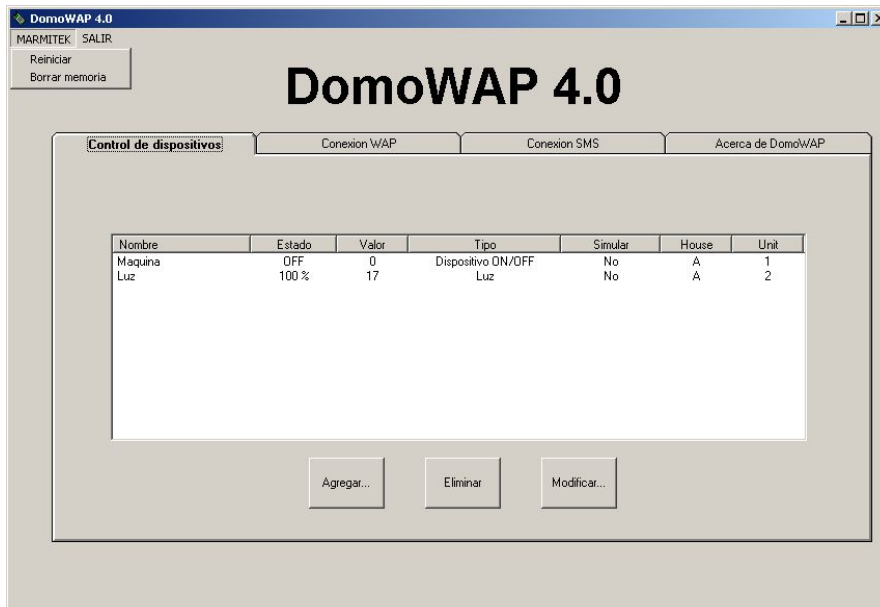 DomoWAP 4.0
MARMITEK SALIR
Reiniciar
Borrar memoria
DomoWAP 4.0
Control de dispositivos Conexion WAP Conexion SMS Acerca de DomoWAP
Nombre Estado Valor Tipo Simular House Unit
Maquina OFF 0 Dispositivo ON/OFF No A 1
Luz 100 % 17 Luz No A 2
Agregar... Eliminar Modificar...